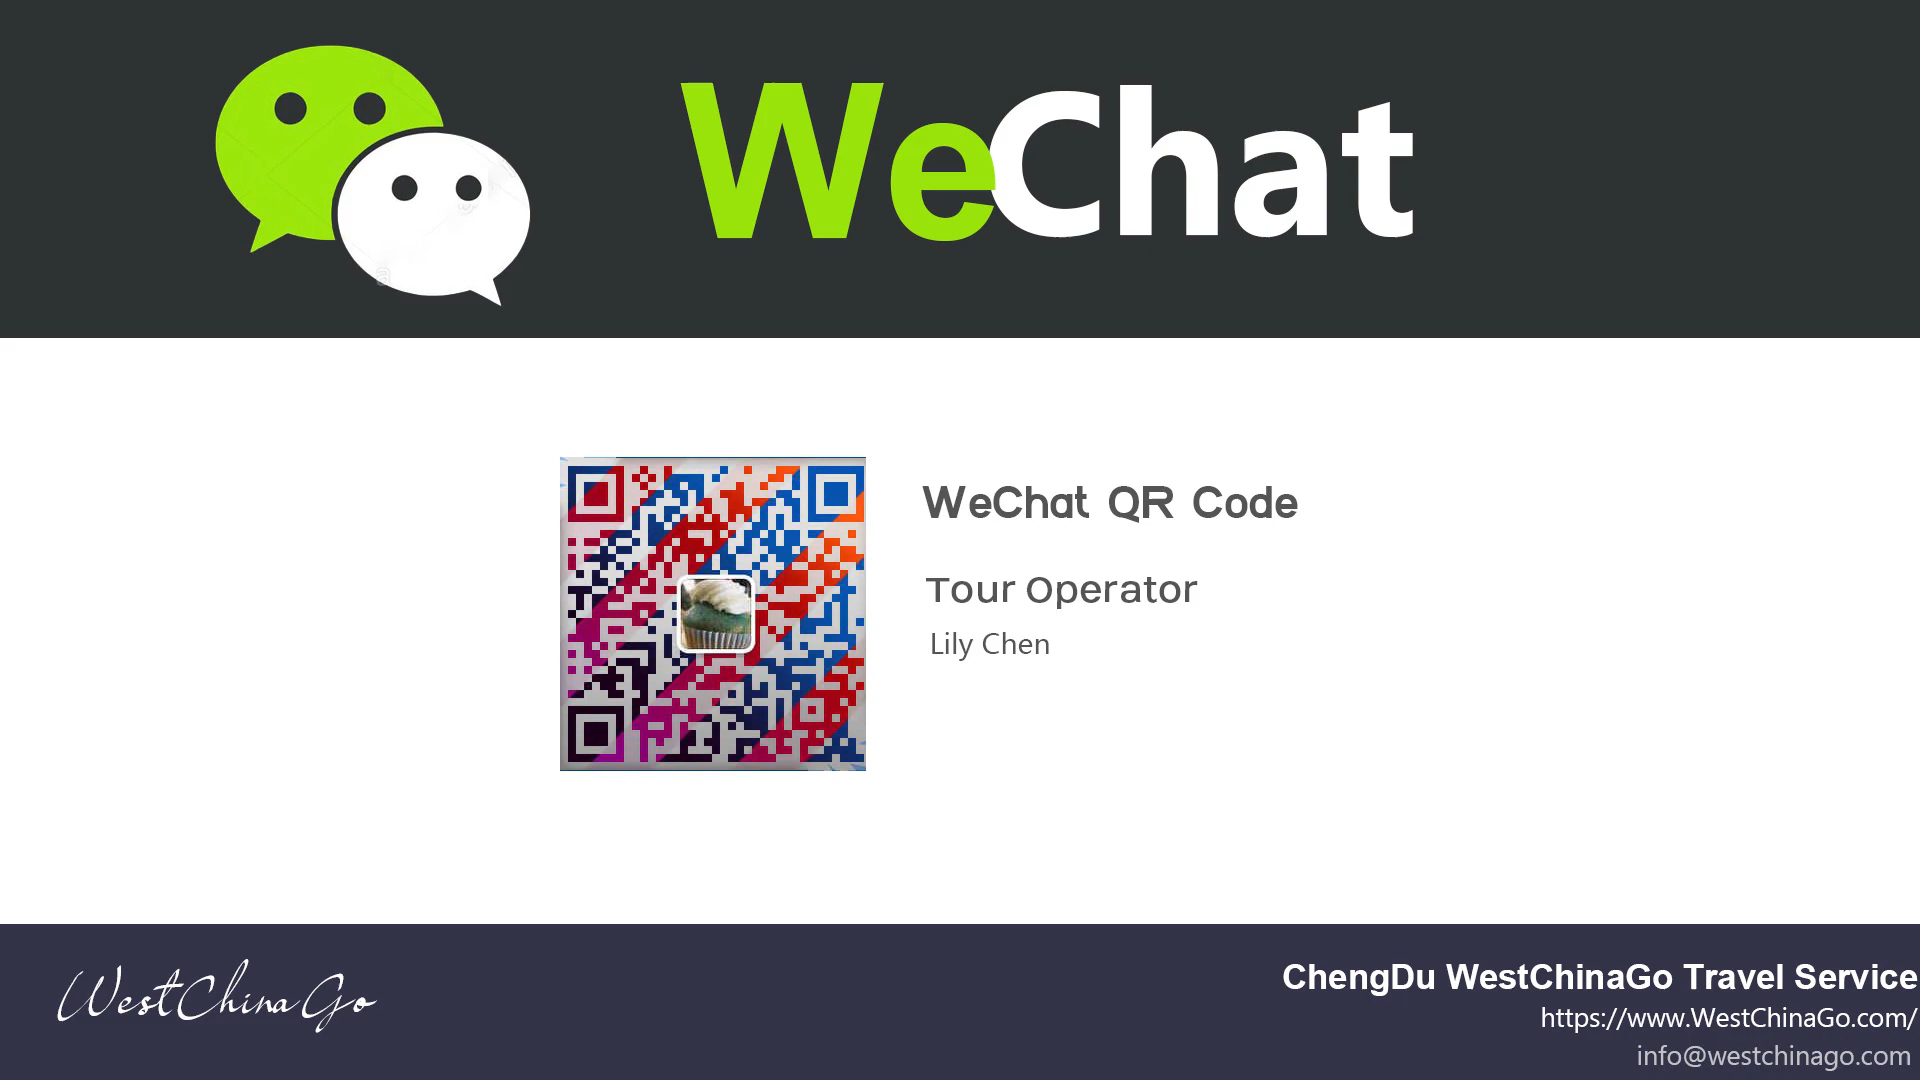 WeChat
WeChat QR Code
Tour Operator
Lily Chen
WestChinaGo
ChengDu WestChinaGo Travel Service
https://www.WestChinaGo.com/
info@westchinago.com